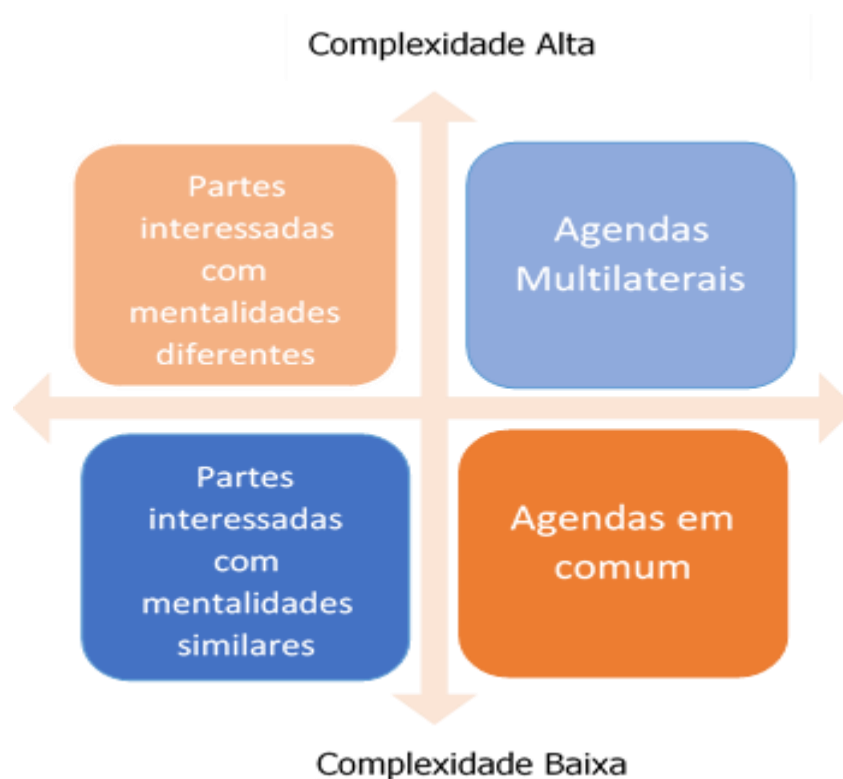 Complexidade Alta
Partes
interessadas
com
mentalidades
diferentes
Agendas
Multilaterais
Partes
interessadas
com
mentalidades
similares
Agendas em
comum
Complexidade Baixa